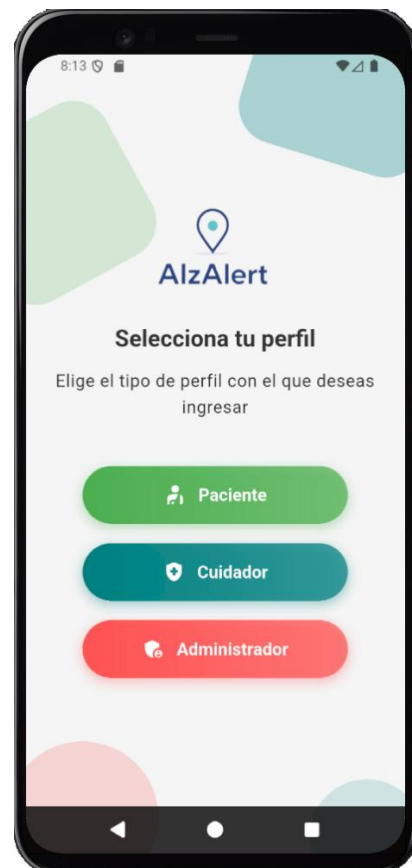 8:13
AlzAlert
Selecciona tu perfil
Elige el tipo de perfil con el que deseas
ingresar
Paciente
Cuidador
Administrador